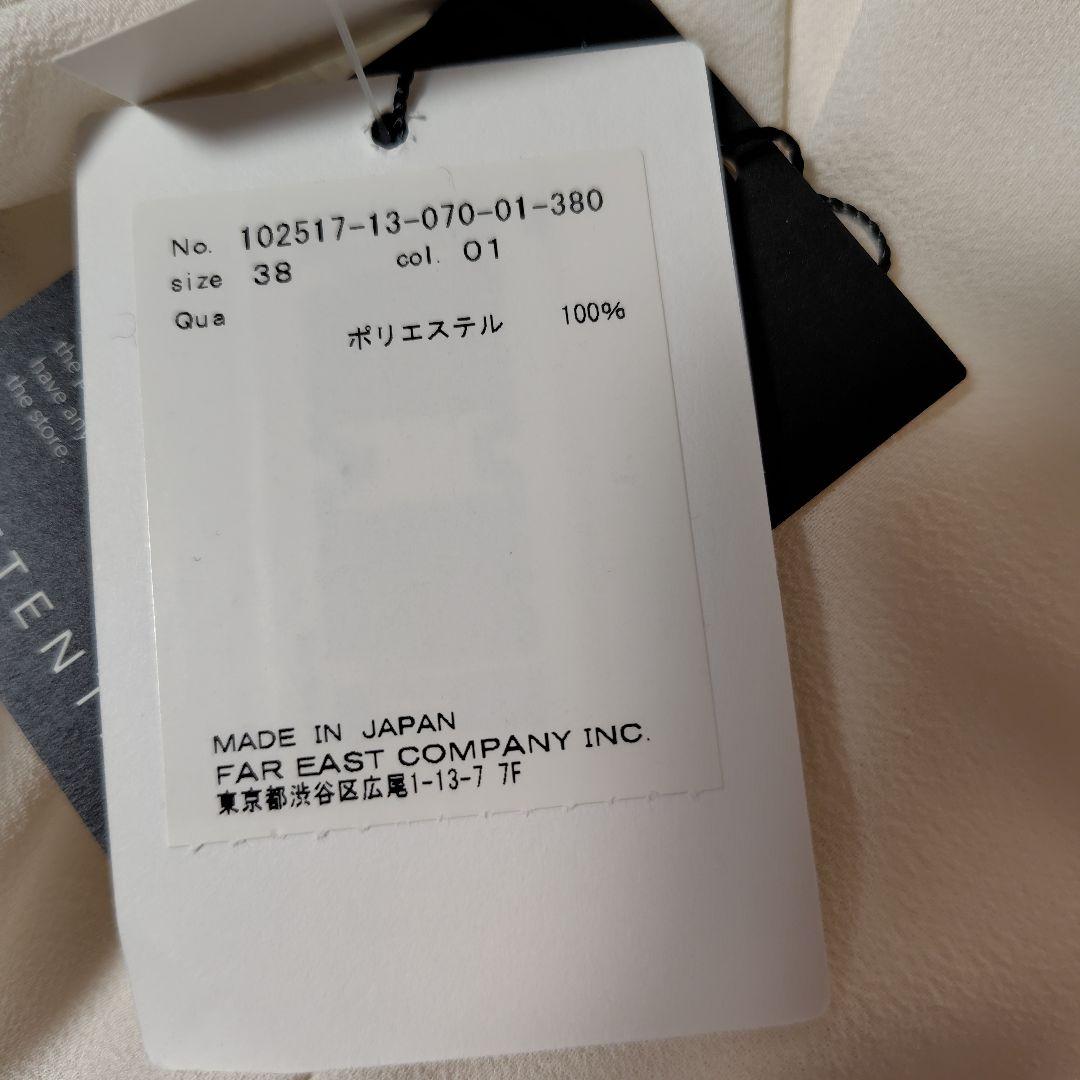 No. 102517-13-070-01-380
size 38 col. 01
Qua
ポリエステル 100%
MADE IN JAPAN
FAR EAST COMPANY INC.
東京都渋谷区広尾1-13-7 7F
the
have any
the store.
TEN